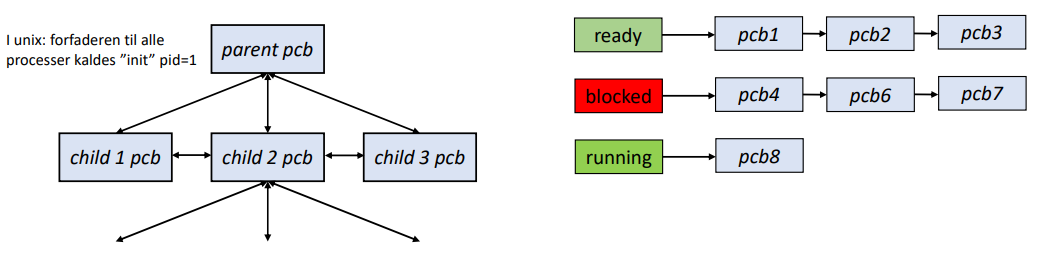 I unix: forfaderen til alle
processer kaldes ”init” pid=1
parent pcb
child 1 pcb
child 2 pcb
child 3 pcb
ready
pcb1
pcb2
pcb3
blocked
pcb4
pcb6
pcb7
running
pcb8